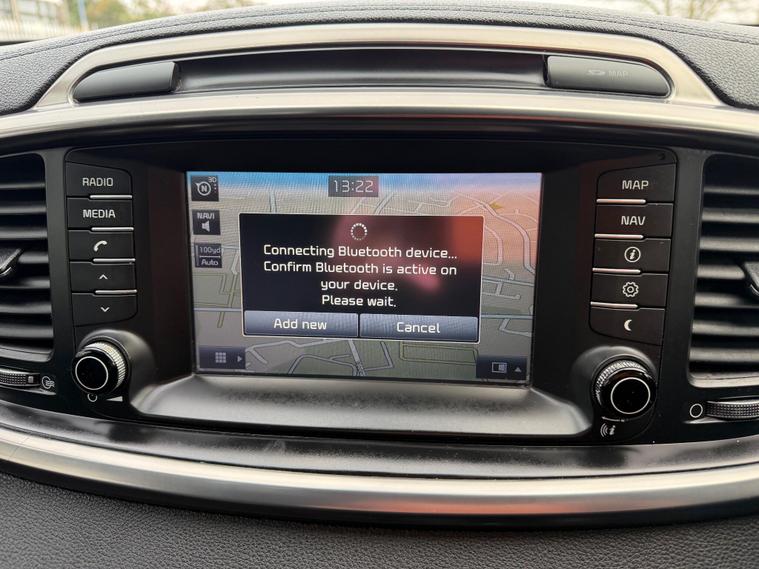 MAP
RADIO
MEDIA
3D
N
NAVI
100yd
Auto
13:22
Connecting Bluetooth device...
Confirm Bluetooth is active on
your device.
Please wait.
Add new
Cancel
MAP
NAV